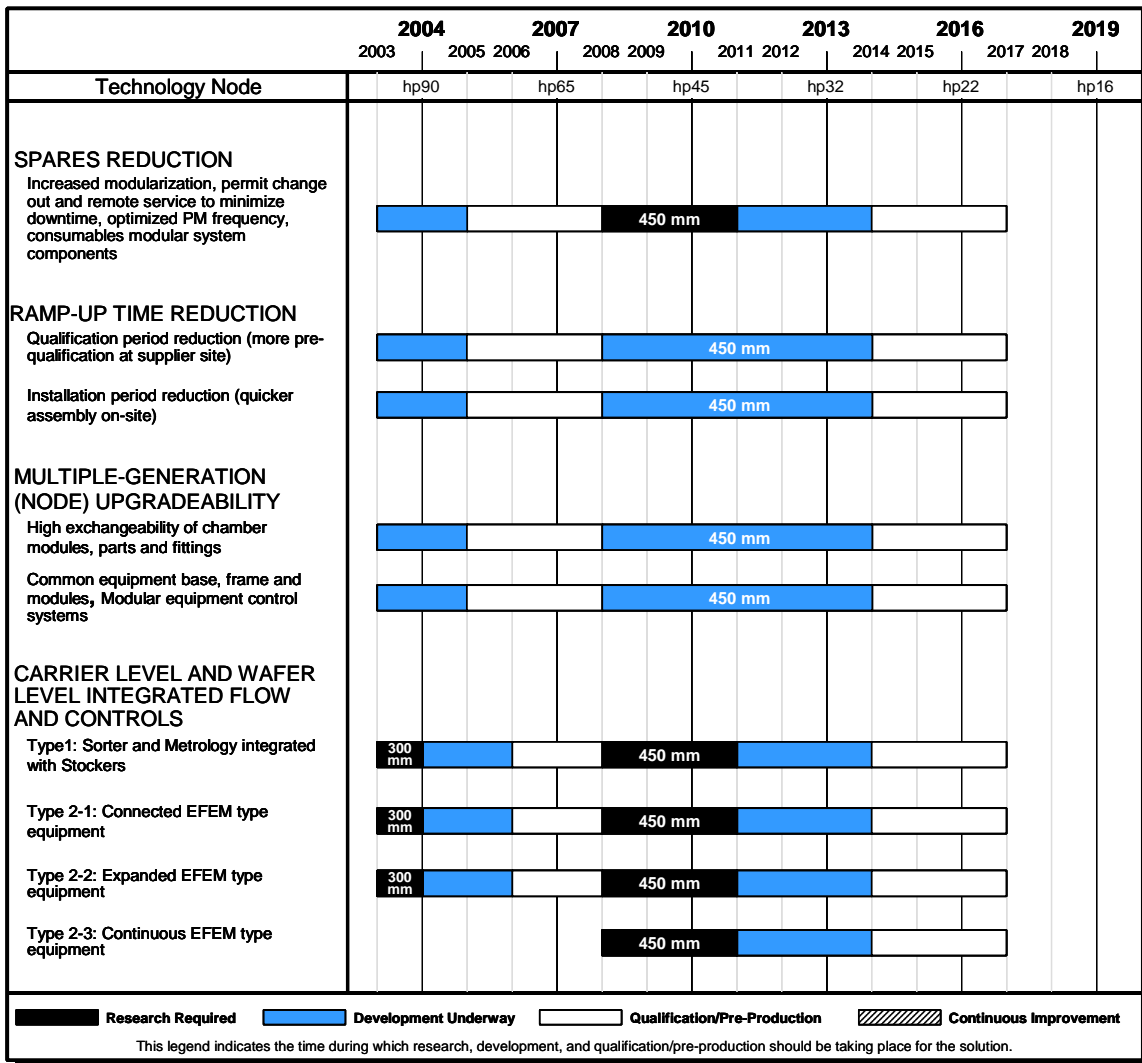 2004 2007 2010 2013 2016 2019
2003 2005 2006 2008 2009 2011 2012 2014 2015 2017 2018
Technology Node hp90 hp65 hp45 hp32 hp22 hp16
SPARES REDUCTION
Increased modularization, permit change
out and remote service to minimize
downtime, optimized PM frequency,
consumables modular system
components
450 mm
RAMP-UP TIME REDUCTION
Qualification period reduction (more pre-
qualification at supplier site)
450 mm
Installation period reduction (quicker
assembly on-site)
450 mm
MULTIPLE-GENERATION
(NODE) UPGRADEABILITY
High exchangeability of chamber
modules, parts and fittings
450 mm
Common equipment base, frame and
modules, Modular equipment control
systems
450 mm
CARRIER LEVEL AND WAFER
LEVEL INTEGRATED FLOW
AND CONTROLS
Type1: Sorter and Metrology integrated
with Stockers
300
mm
450 mm
Type 2-1: Connected EFEM type
equipment
300
mm
450 mm
Type 2-2: Expanded EFEM type
equipment
300
mm
450 mm
Type 2-3: Continuous EFEM type
equipment
450 mm
Research Required Development Underway Qualification/Pre-Production Continuous Improvement
This legend indicates the time during which research, development, and qualification/pre-production should be taking place for the solution.